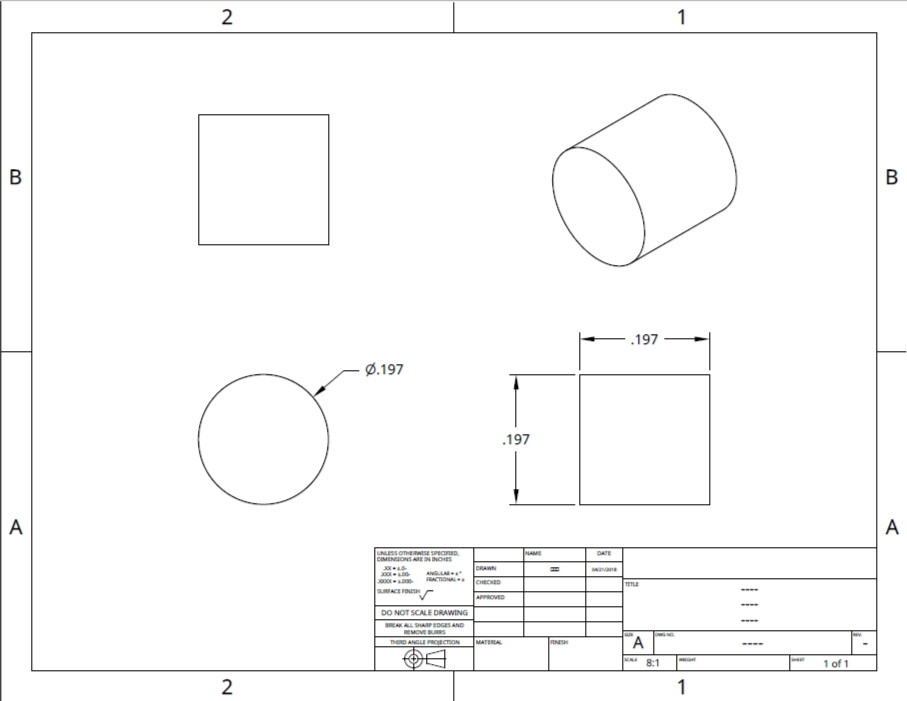 2 1
B B
Ø.197
.197
.197
A A
UNLESS OTHERWISE SPECIFIED,
DIMENSIONS ARE IN INCHES
.XX = ±.0-
.XXX = ±.00-
.XXXX = ±.000-
ANGULAR = ± °
FRACTIONAL = ±
SURFACE FINISH
DO NOT SCALE DRAWING
BREAK ALL SHARP EDGES AND
REMOVE BURRS
THIRD ANGLE PROJECTION
NAME DATE
DRAWN 04/21/2018
CHECKED
APPROVED
MATERIAL FINISH
TITLE
----
----
----
SIZE DWG NO. REV.
A ---- -
SCALE 8:1 WEIGHT SHEET 1 of 1
2 1